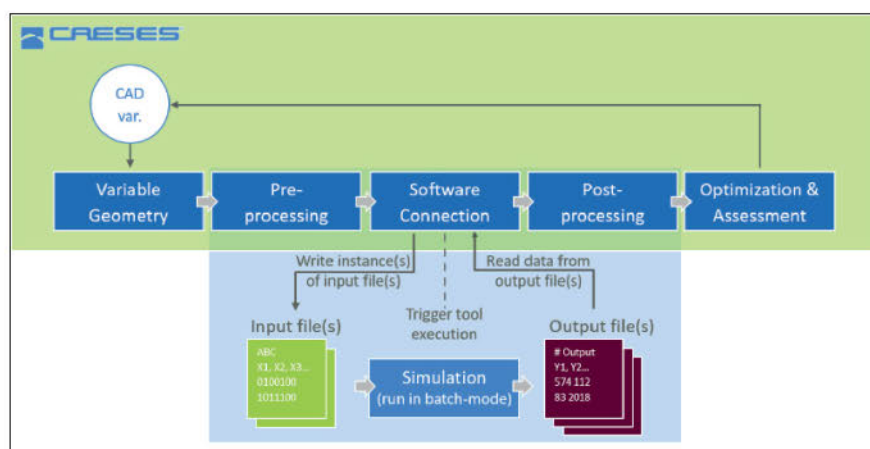 CAESES
CAD
var.
Variable
Geometry
Pre-
processing
Software
Connection
Post-
processing
Optimization &
Assessment
Write instance(s)
of input file(s)
Read data from
output file(s)
Trigger tool
execution
Input file(s)
Output file(s)
ABC
X1, X2, X3...
0100100
1011100
Simulation
(run in batch-mode)
# Output
Y1, Y2...
574 112
83 2018